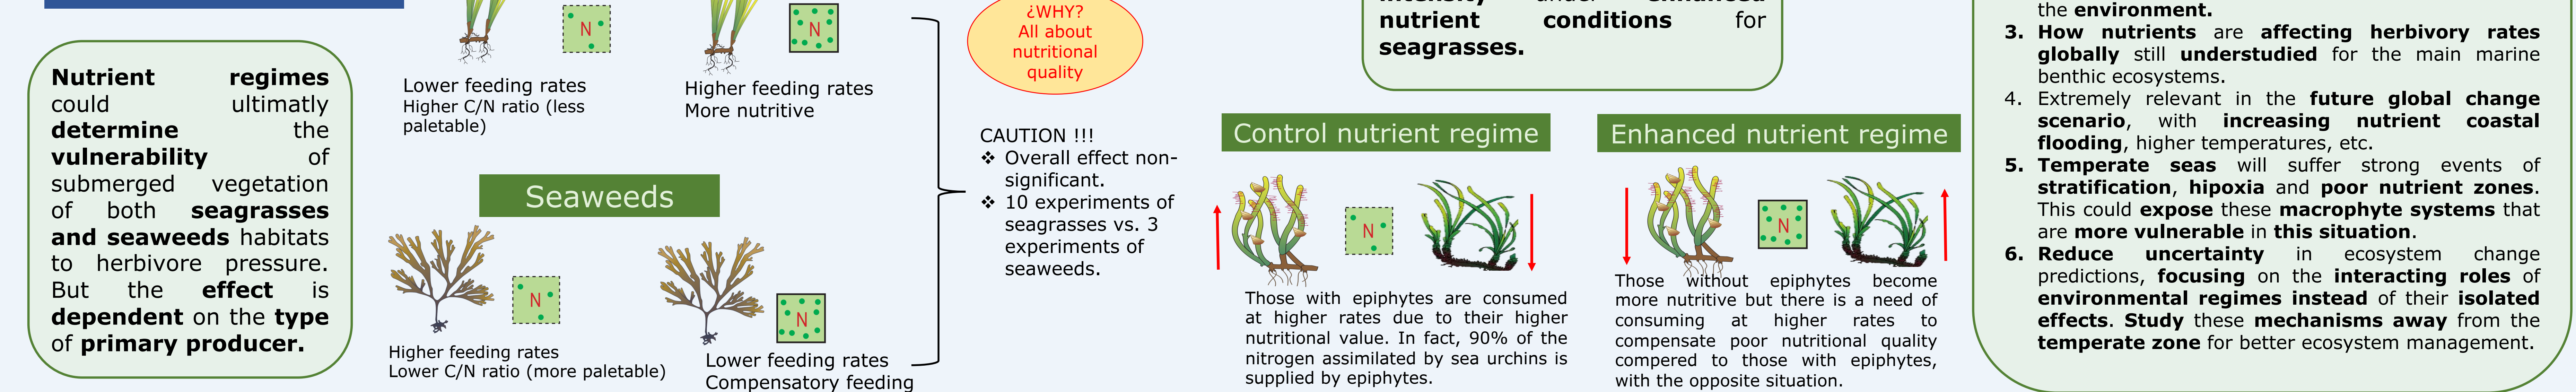 Nutrient regimes
could ultimatly
determine the
vulnerability of
submerged vegetation
of both seagrasses
and seaweeds habitats
to herbivore pressure.
But the effect is
dependent on the type
of primary producer.
N
N
Lower feeding rates
Higher C/N ratio (less
paletable)
Higher feeding rates
More nutritive
Seaweeds
N
N
Higher feeding rates
Lower C/N ratio (more paletable)
Lower feeding rates
Compensatory feeding
¿WHY?
All about
nutritional
quality
CAUTION !!!
❖ Overall effect non-
significant.
❖ 10 experiments of
seagrasses vs. 3
experiments of
seaweeds.
intensity under enhanced
nutrient conditions for
seagrasses.
Control nutrient regime
N
Those with epiphytes are consumed
at higher rates due to their higher
nutritional value. In fact, 90% of the
nitrogen assimilated by sea urchins is
supplied by epiphytes.
Enhanced nutrient regime
N
Those without epiphytes become
more nutritive but there is a need of
consuming at higher rates to
compensate poor nutritional quality
compered to those with epiphytes,
with the opposite situation.
the environment.
3. How nutrients are affecting herbivory rates
globally still understudied for the main marine
benthic ecosystems.
4. Extremely relevant in the future global change
scenario, with increasing nutrient coastal
flooding, higher temperatures, etc.
5. Temperate seas will suffer strong events of
stratification, hipoxia and poor nutrient zones.
This could expose these macrophyte systems that
are more vulnerable in this situation.
6. Reduce uncertainty in ecosystem change
predictions, focusing on the interacting roles of
environmental regimes instead of their isolated
effects. Study these mechanisms away from the
temperate zone for better ecosystem management.